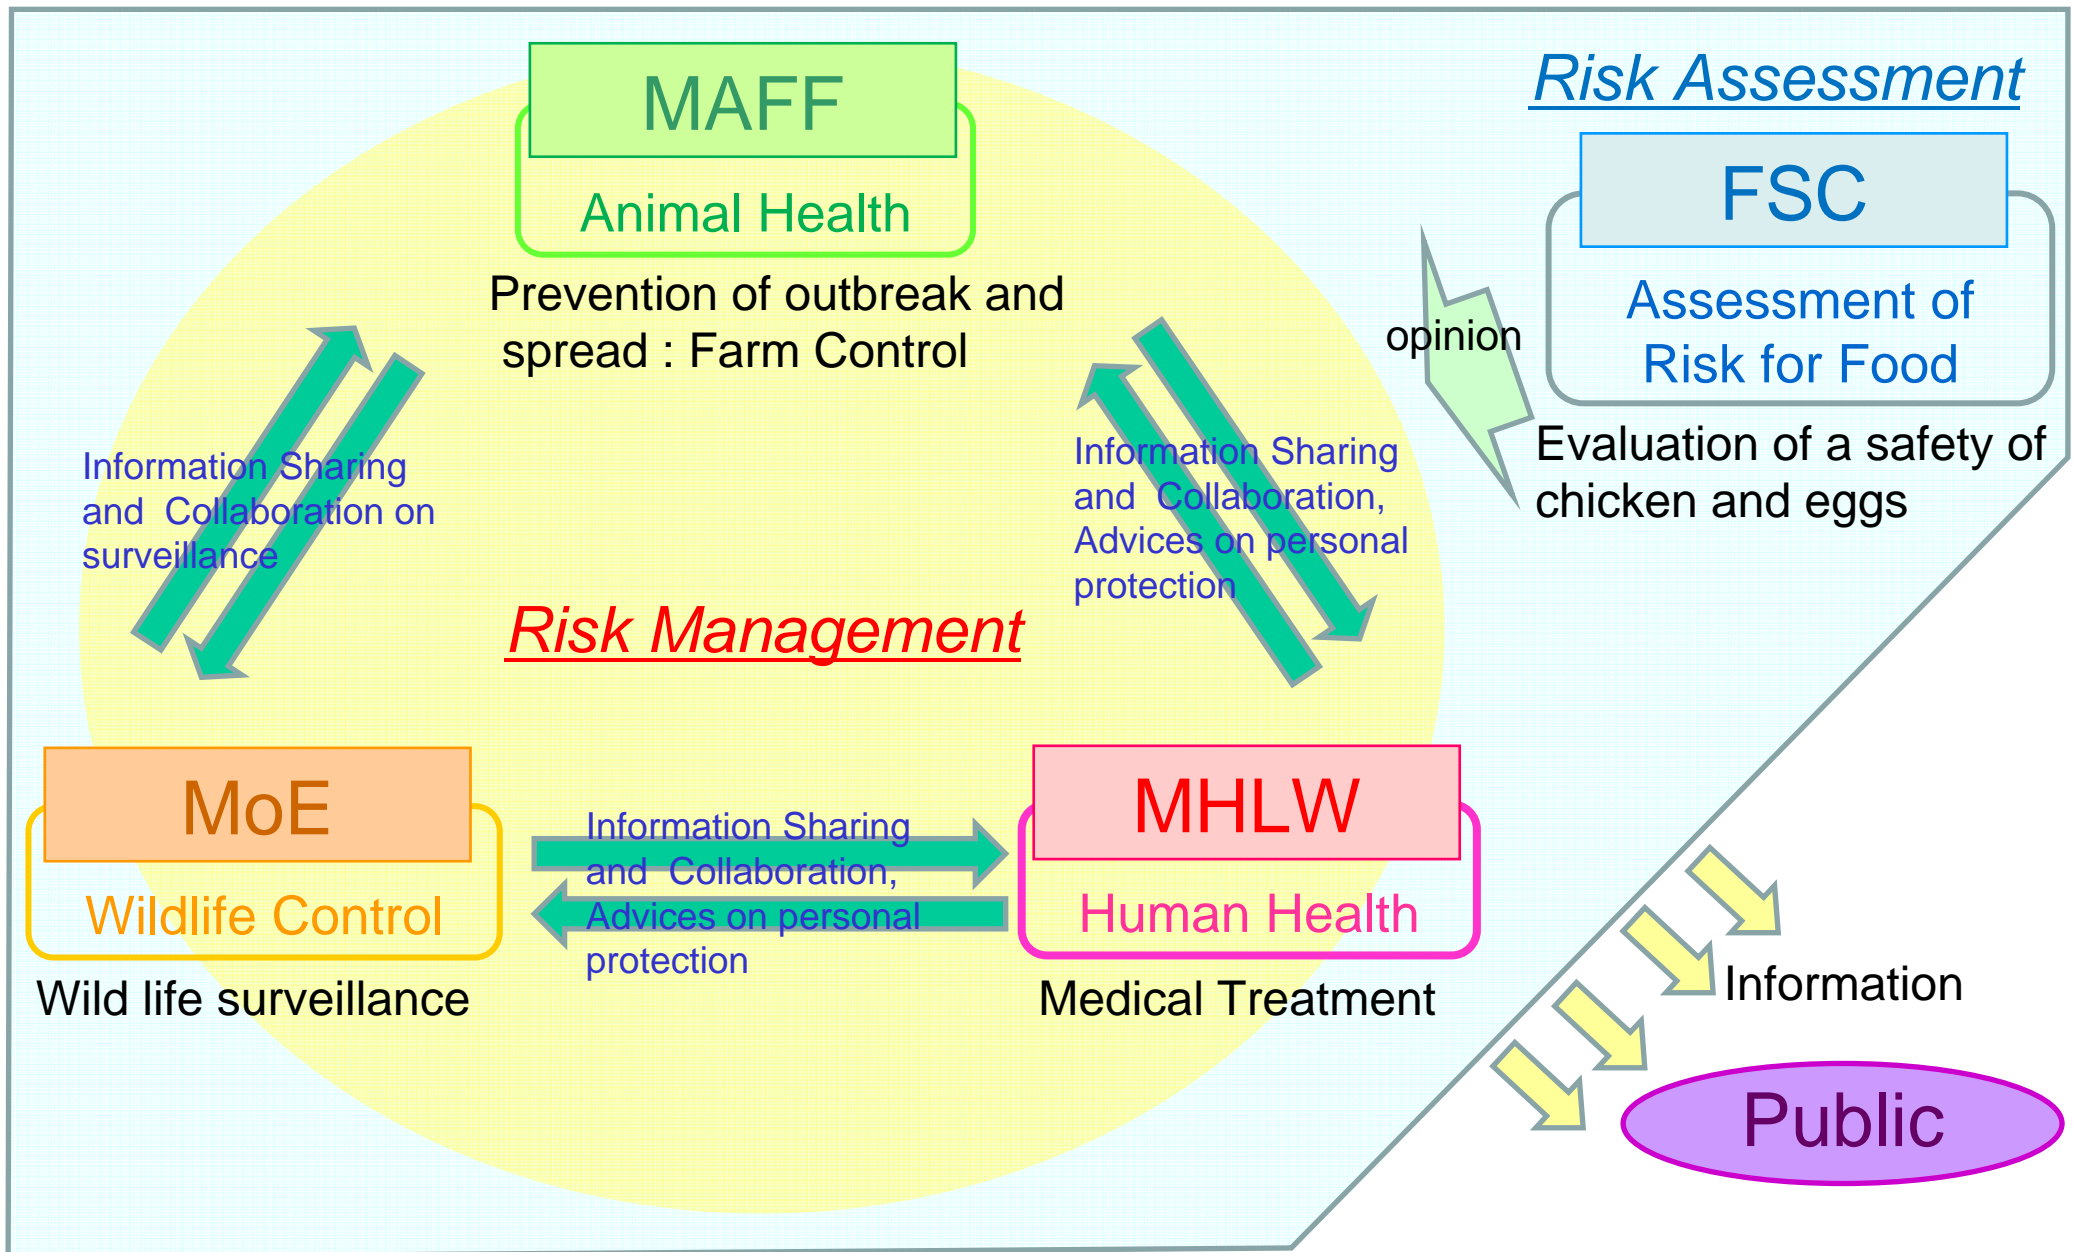 MAFF
Animal Health
Prevention of outbreak and
spread : Farm Control
Risk Assessment
FSC
Assessment of
Risk for Food
Evaluation of a safety of
chicken and eggs
opinion
Information Sharing
and Collaboration on
surveillance
Information Sharing
and Collaboration,
Advices on personal
protection
Risk Management
MoE
Wildlife Control
Wild life surveillance
Information Sharing
and Collaboration,
Advices on personal
protection
MHLW
Human Health
Medical Treatment
Information
Public